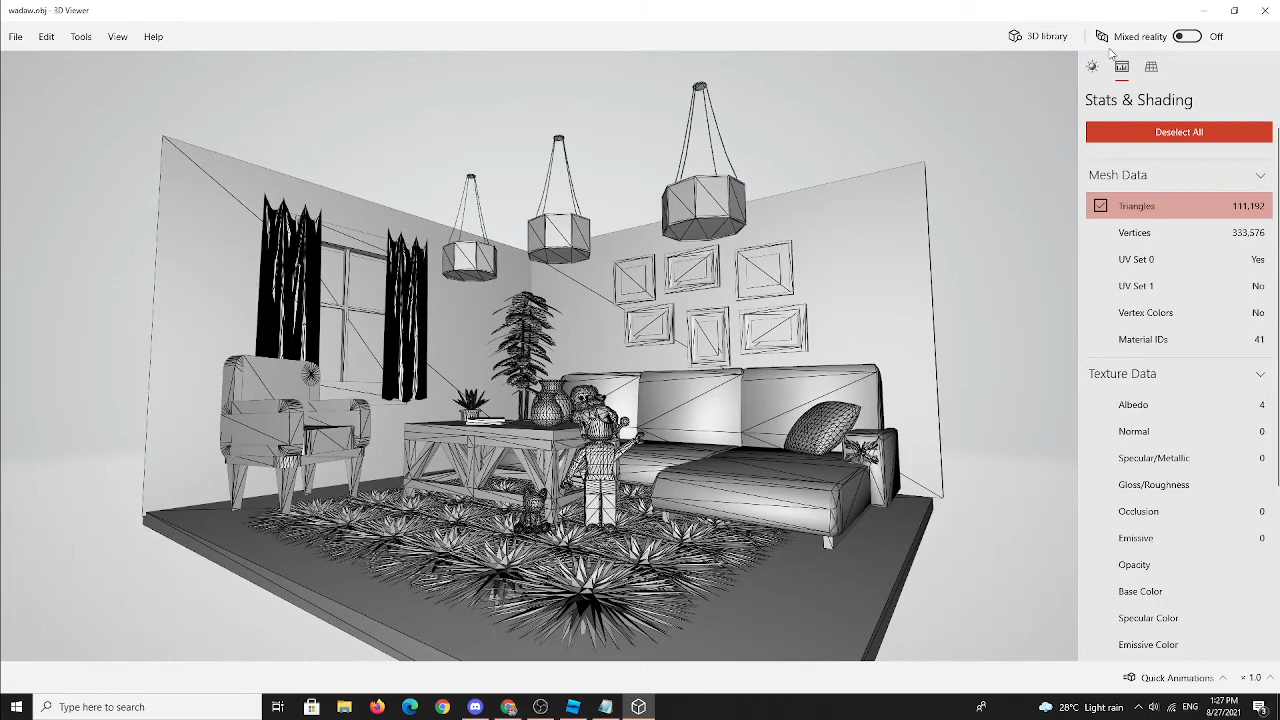 wadaw.obj - 3D Viewer
File Edit Tools View Help
3D library
Mixed reality Off
Stats & Shading
Deselect All
Mesh Data
Triangles 111,192
Vertices 333,576
UV Set 0 Yes
UV Set 1 No
Vertex Colors No
Material IDs 41
Texture Data
Albedo 4
Normal 0
Specular/Metallic 0
Gloss/Roughness 0
Occlusion 0
Emissive 0
Opacity
Base Color
Specular Color
Emissive Color
Quick Animations × 1.0
Type here to search
28°C Light rain
ENG
1:27 PM
8/27/2021
2